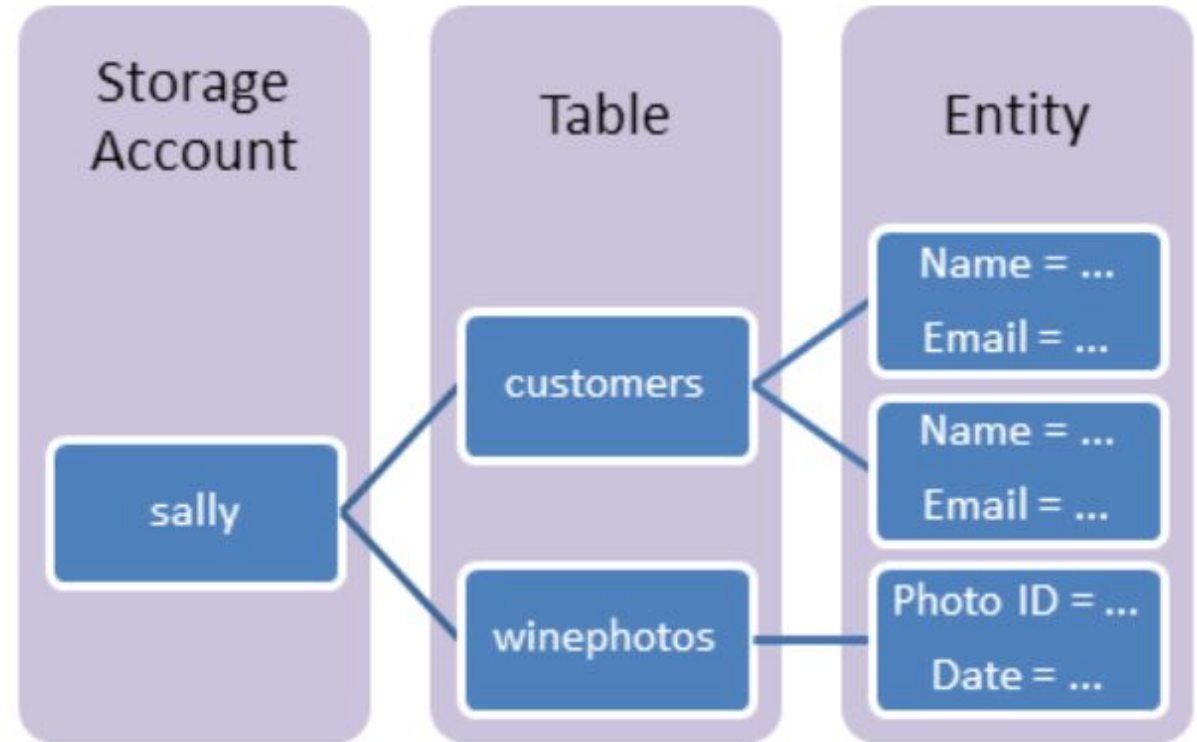 Storage
Account
sally
Table
customers
winephotos
Entity
Name = ...
Email = ...
Name = ...
Email = ...
Photo ID = ...
Date = ...